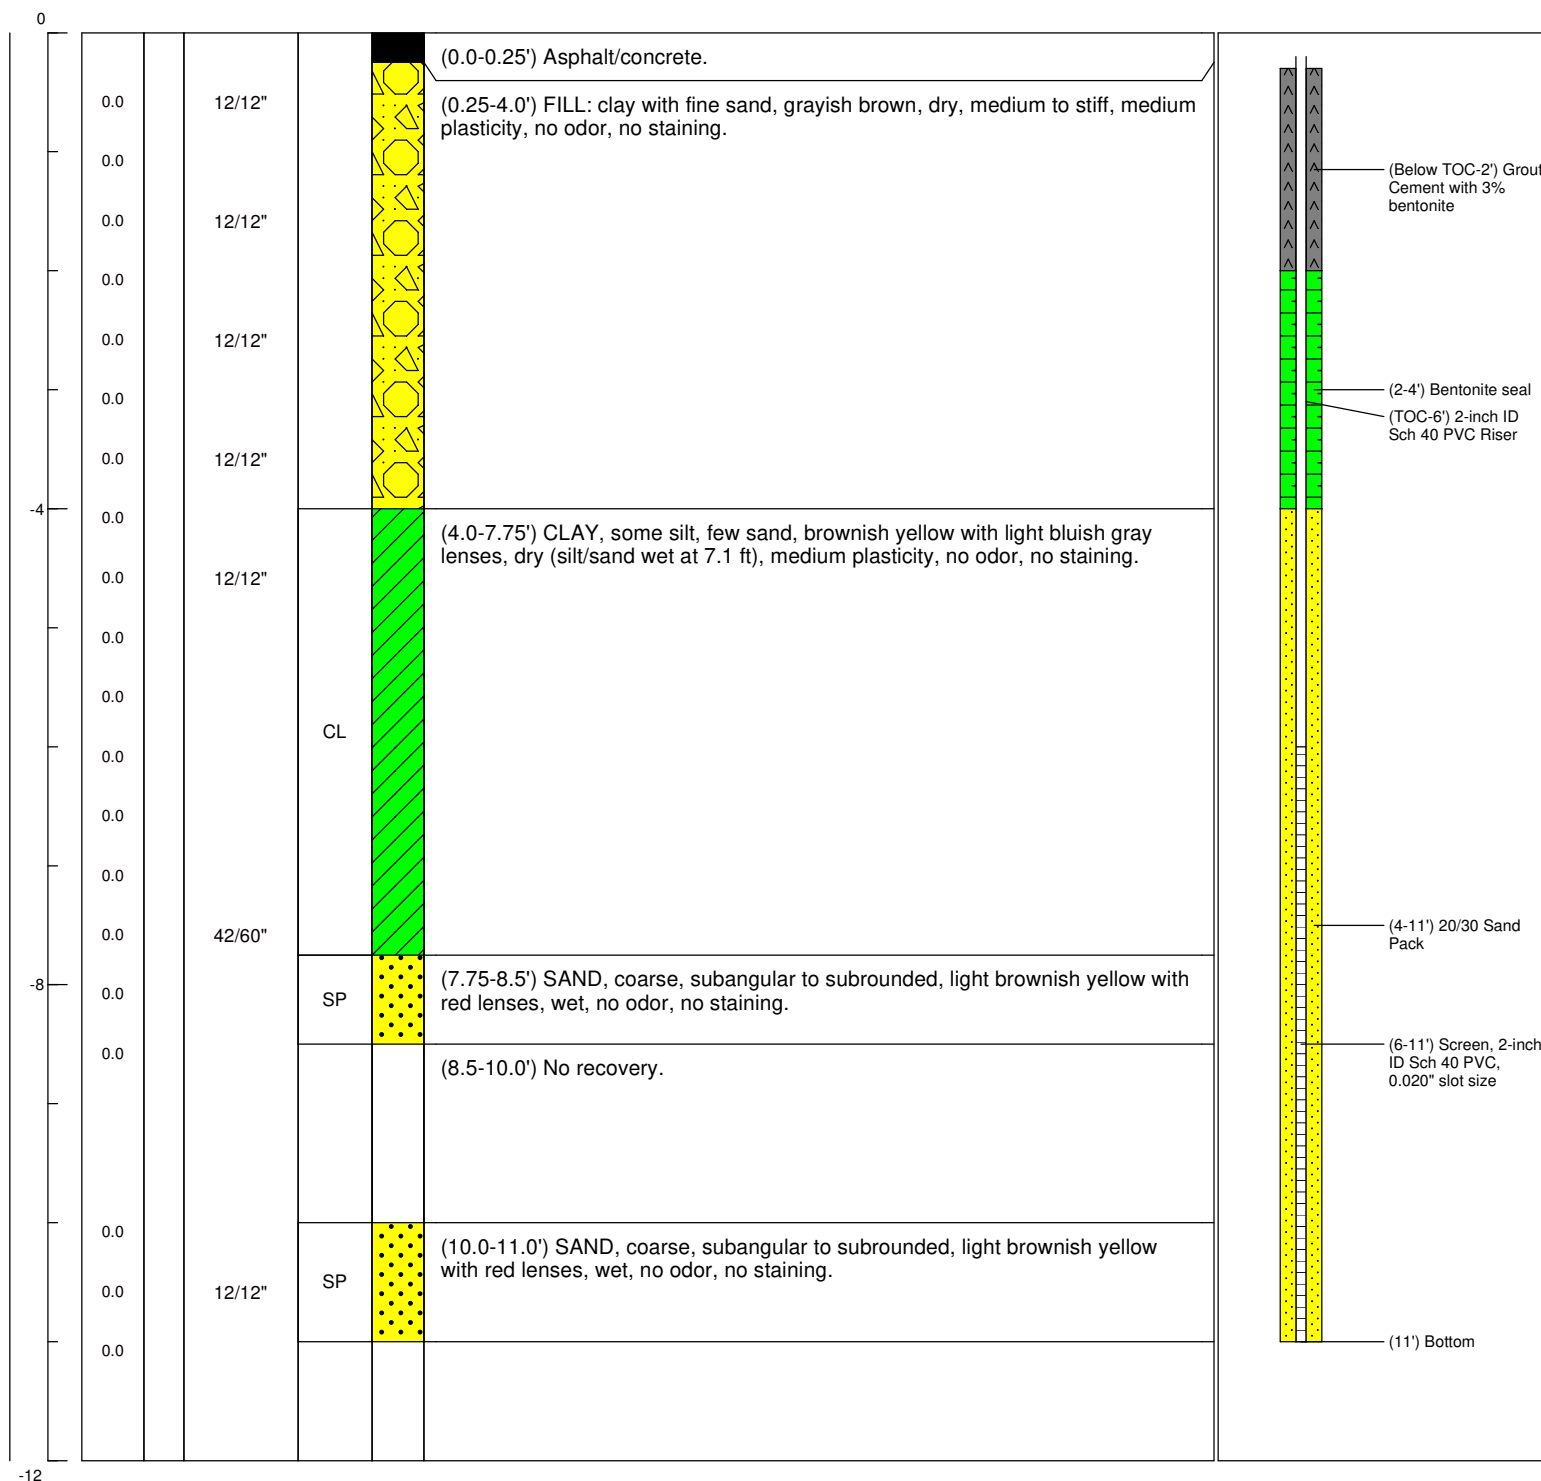 0
(0.0-0.25') Asphalt/concrete.
0.0
12/12"
(0.25-4.0') FILL: clay with fine sand, grayish brown, dry, medium to stiff, medium
plasticity, no odor, no staining.
0.0
(Below TOC-2') Grout
Cement with 3%
bentonite
0.0
12/12"
0.0
0.0
12/12"
0.0
(2-4') Bentonite seal
(TOC-6') 2-inch ID
Sch 40 PVC Riser
0.0
12/12"
-4
0.0
(4.0-7.75') CLAY, some silt, few sand, brownish yellow with light bluish gray
lenses, dry (silt/sand wet at 7.1 ft), medium plasticity, no odor, no staining.
0.0
12/12"
0.0
0.0
CL
0.0
0.0
0.0
0.0
42/60"
(4-11') 20/30 Sand
Pack
-8
0.0
SP
(7.75-8.5') SAND, coarse, subangular to subrounded, light brownish yellow with
red lenses, wet, no odor, no staining.
0.0
(8.5-10.0') No recovery.
(6-11') Screen, 2-inch
ID Sch 40 PVC,
0.020" slot size
0.0
(10.0-11.0') SAND, coarse, subangular to subrounded, light brownish yellow
with red lenses, wet, no odor, no staining.
0.0
12/12"
SP
0.0
(11') Bottom
-12